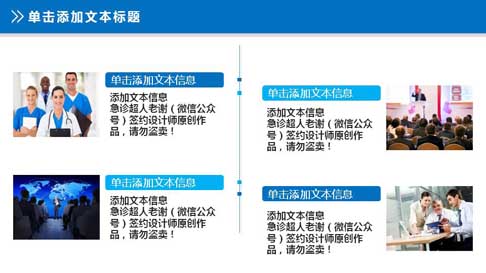 单击添加文本标题
单击添加文本信息
添加文本信息
急诊超人老谢（微信公众
号）签约设计师原创作
品，请勿盗卖！
单击添加文本信息
添加文本信息
急诊超人老谢（微信公众
号）签约设计师原创作
品，请勿盗卖！
单击添加文本信息
添加文本信息
急诊超人老谢（微信公众
号）签约设计师原创作
品，请勿盗卖！
单击添加文本信息
添加文本信息
急诊超人老谢（微信公众
号）签约设计师原创作
品，请勿盗卖！